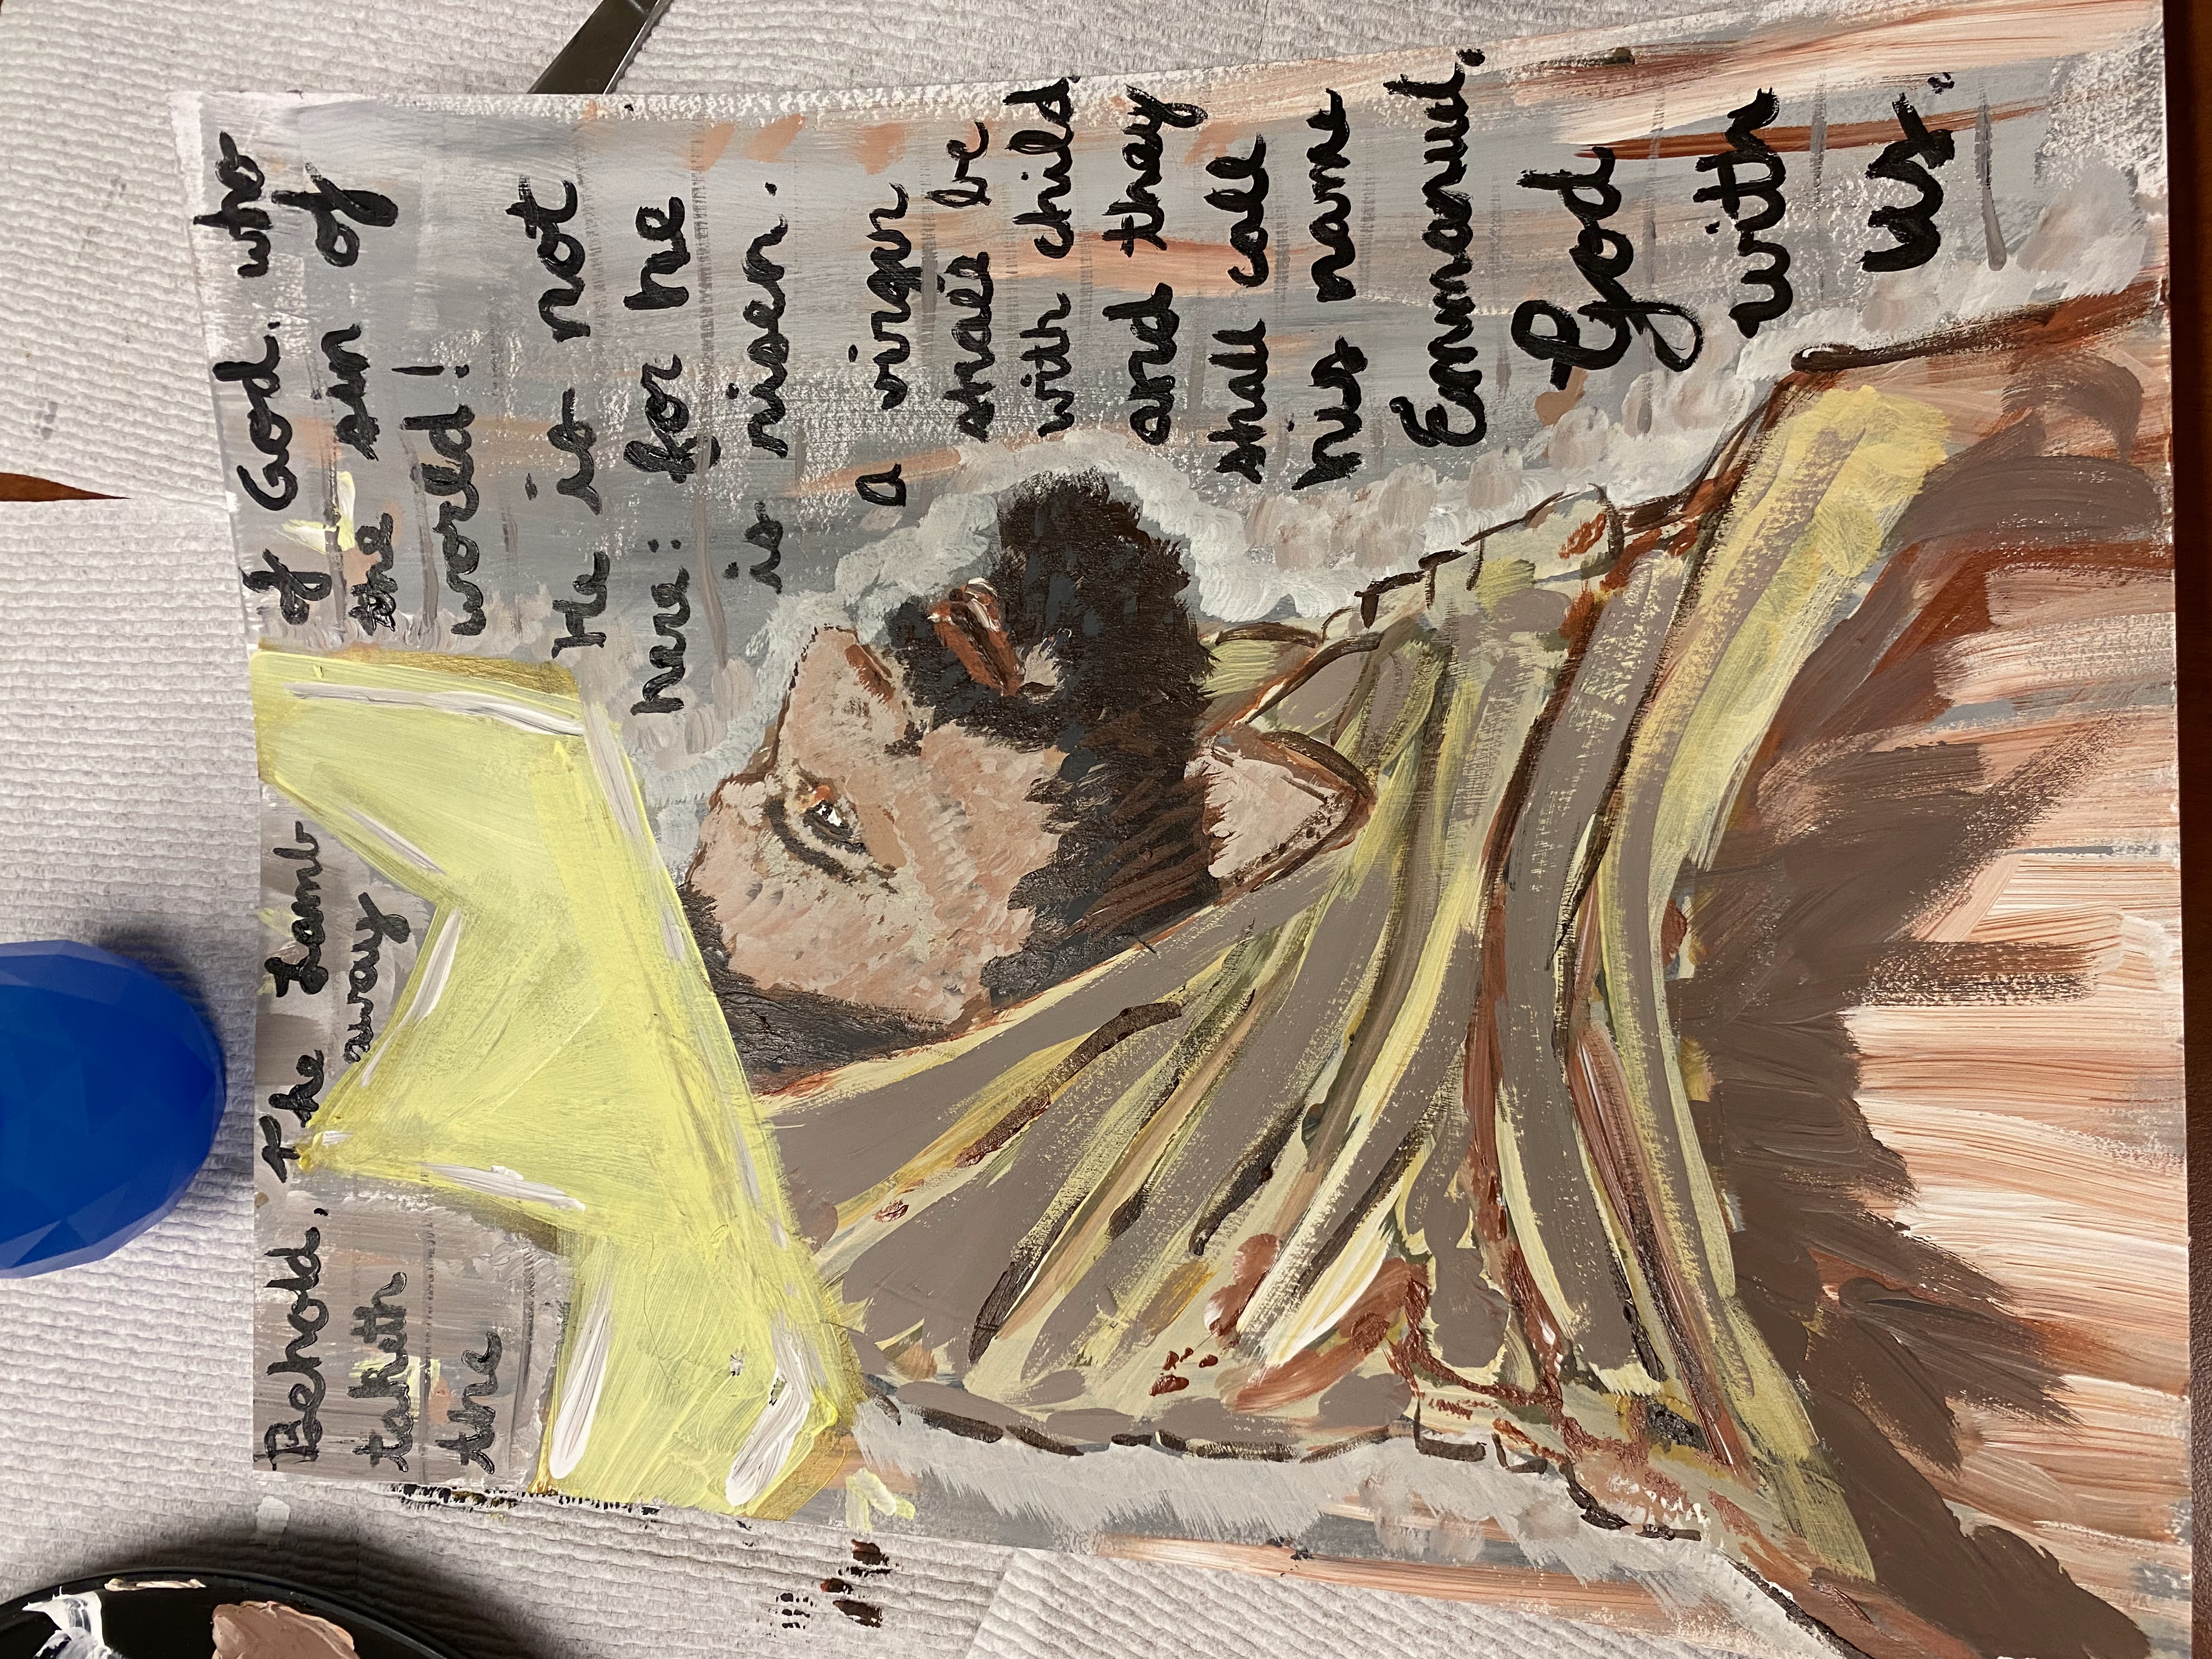 Behold, The Lamb of God, who
taketh away the sin of
the world!
He is not
here: for he
is risen.
a virgin
shall be
with child,
and they
shall call
his name
Emmanuel,
God
with
us.